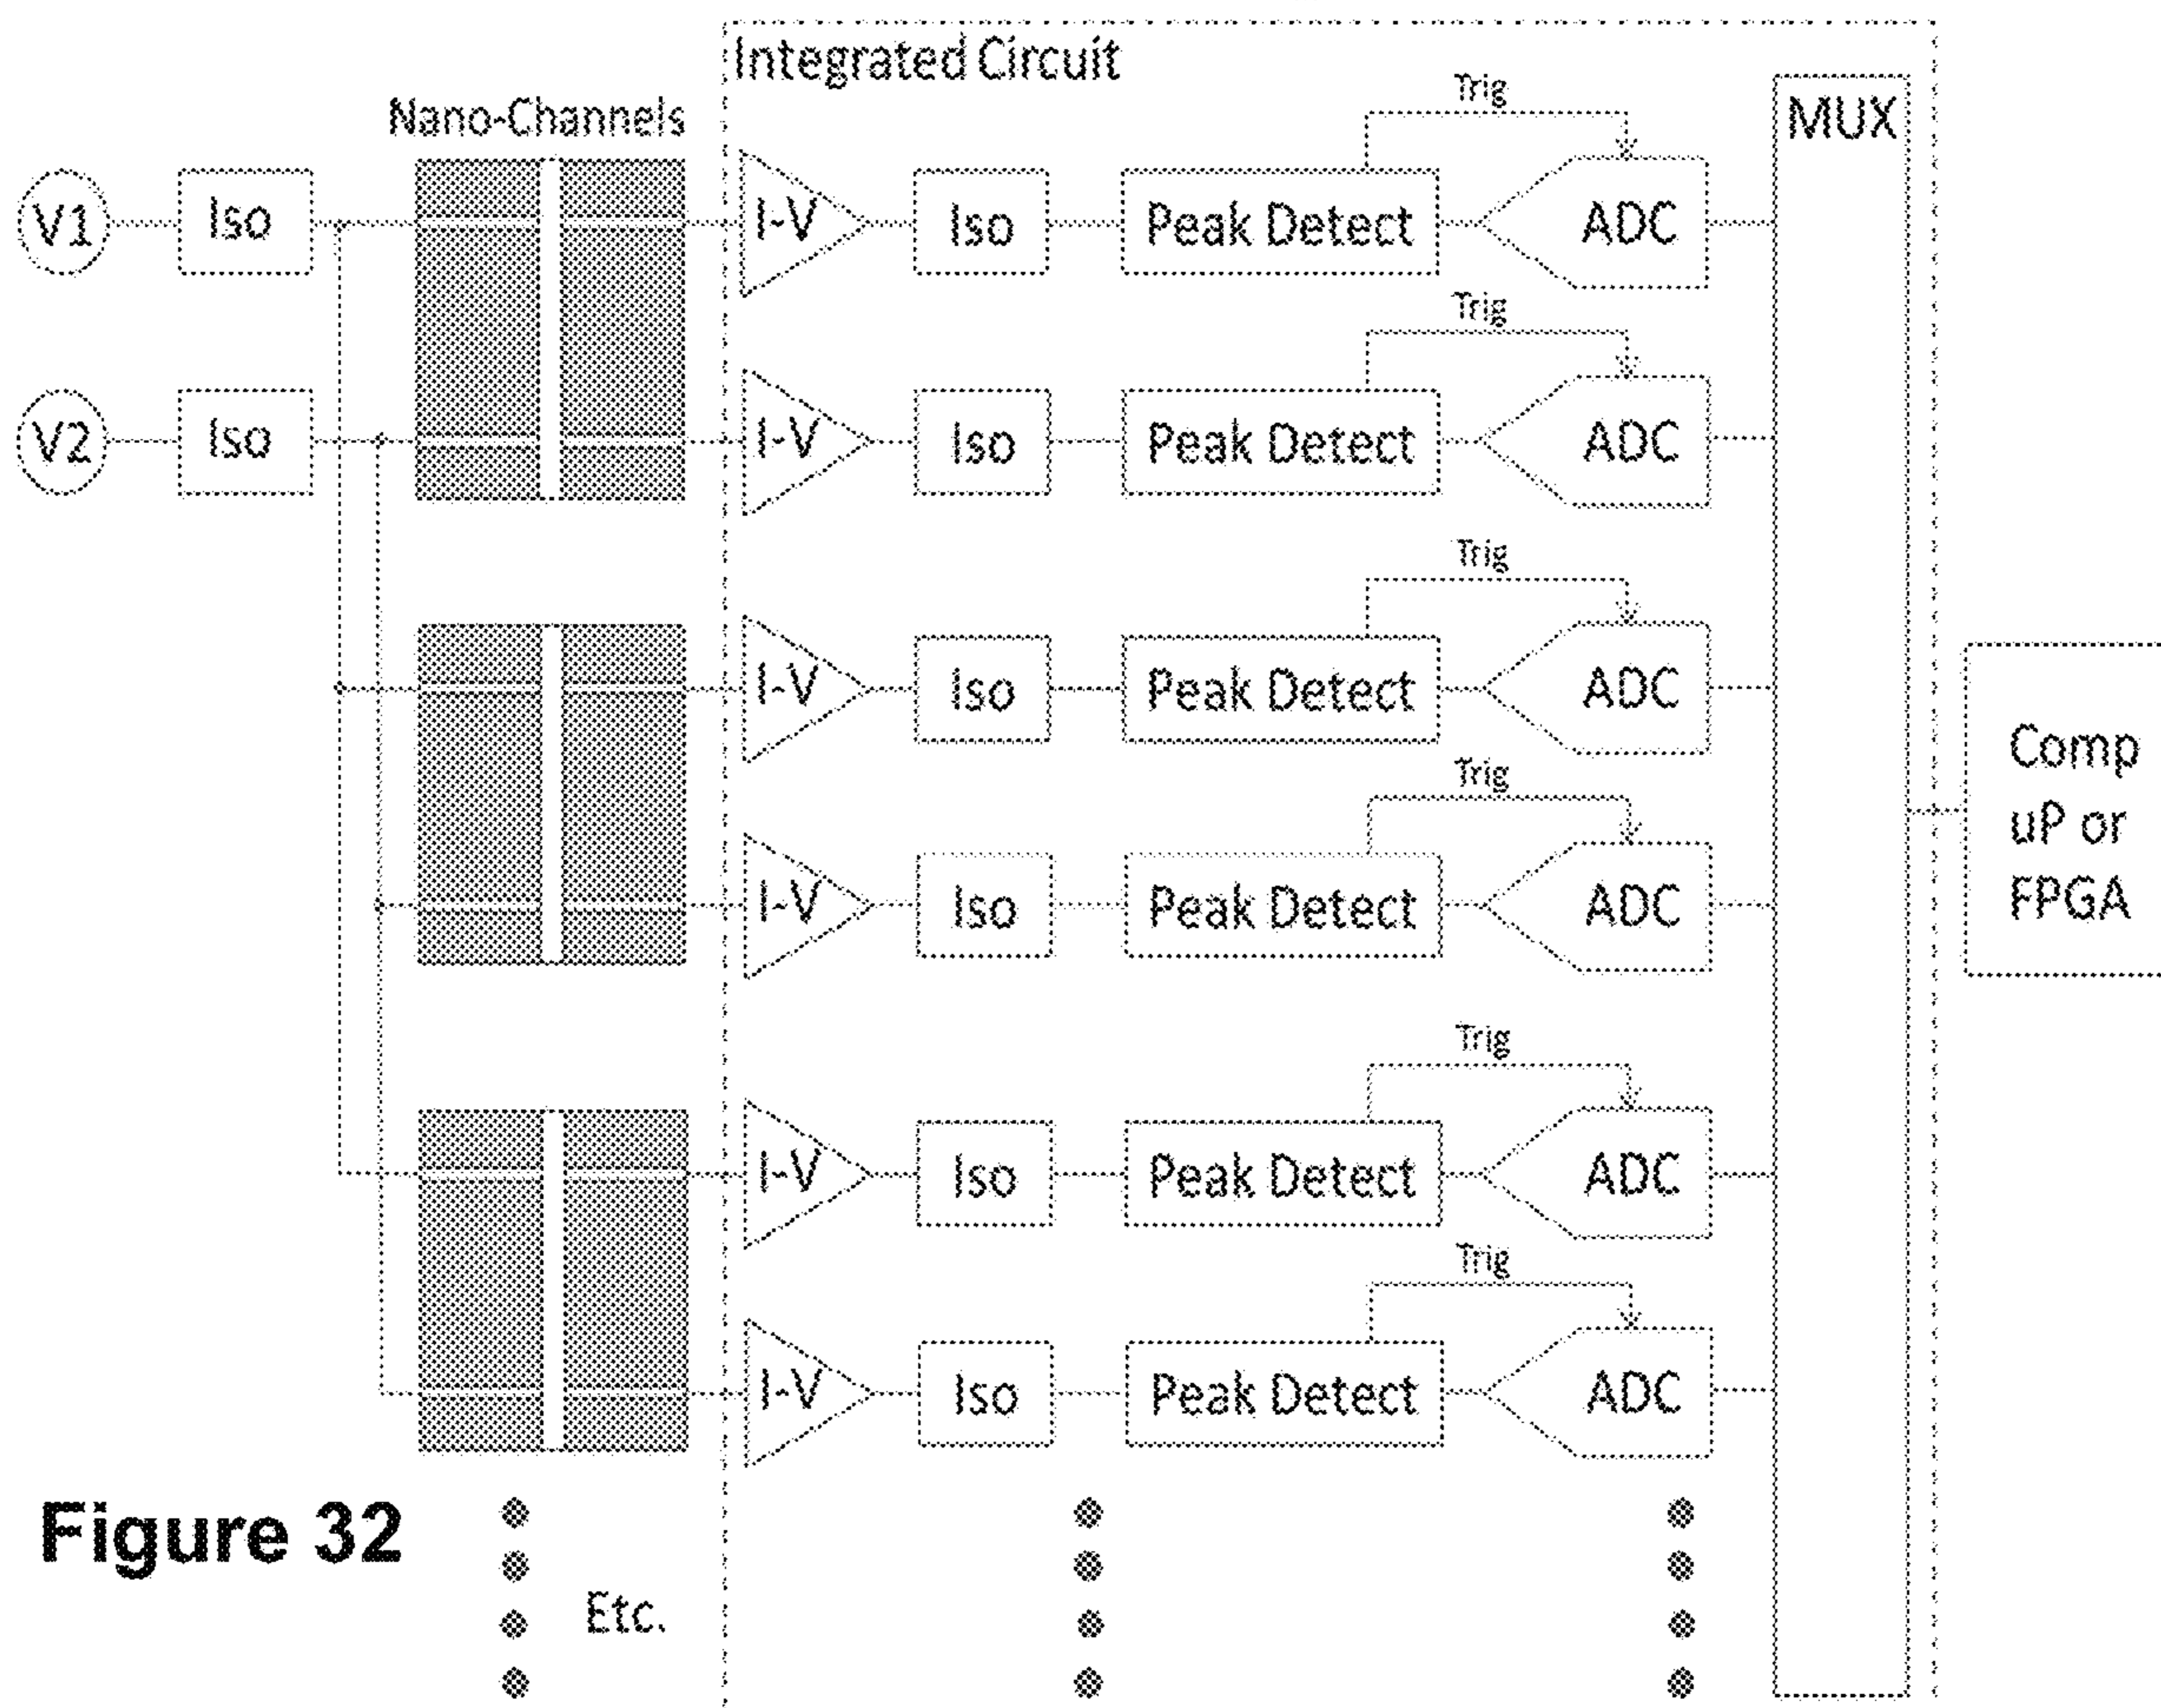 Integrated Circuit
Nano-Channels
Trig
MUX
V1
Iso
I-V
Iso
Peak Detect
ADC
Trig
V2
Iso
I-V
Iso
Peak Detect
ADC
Trig
I-V
Iso
Peak Detect
ADC
Trig
I-V
Iso
Peak Detect
ADC
Comp
uP or
FPGA
Trig
I-V
Iso
Peak Detect
ADC
Trig
I-V
Iso
Peak Detect
ADC
Figure 32
Etc.